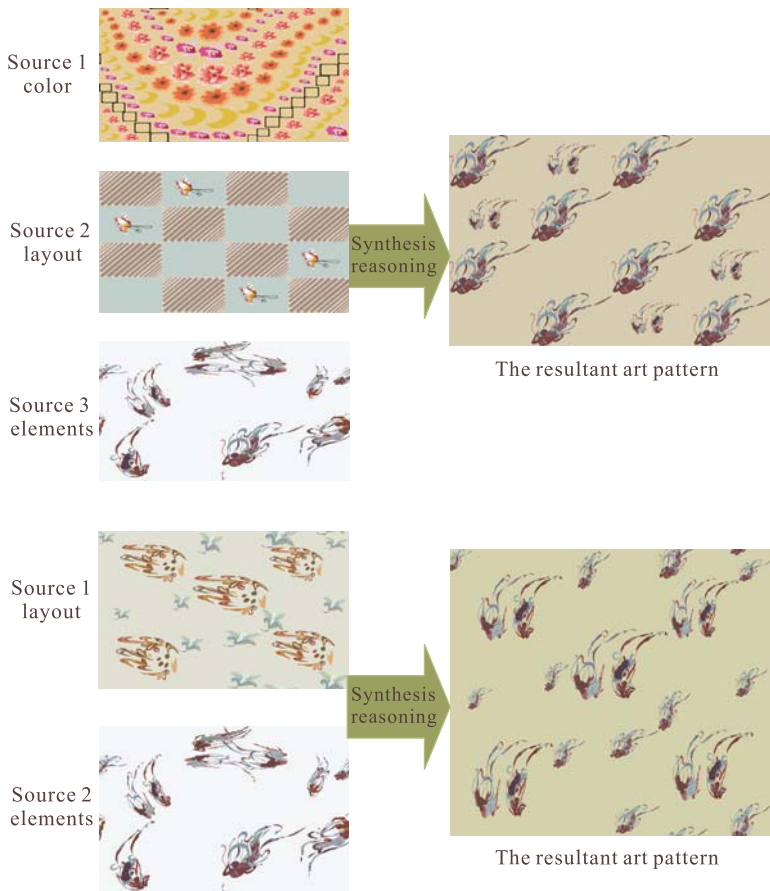 Source 1
color
Source 2
layout
Synthesis
reasoning
Source 3
elements
The resultant art pattern
Source 1
layout
Synthesis
reasoning
Source 2
elements
The resultant art pattern